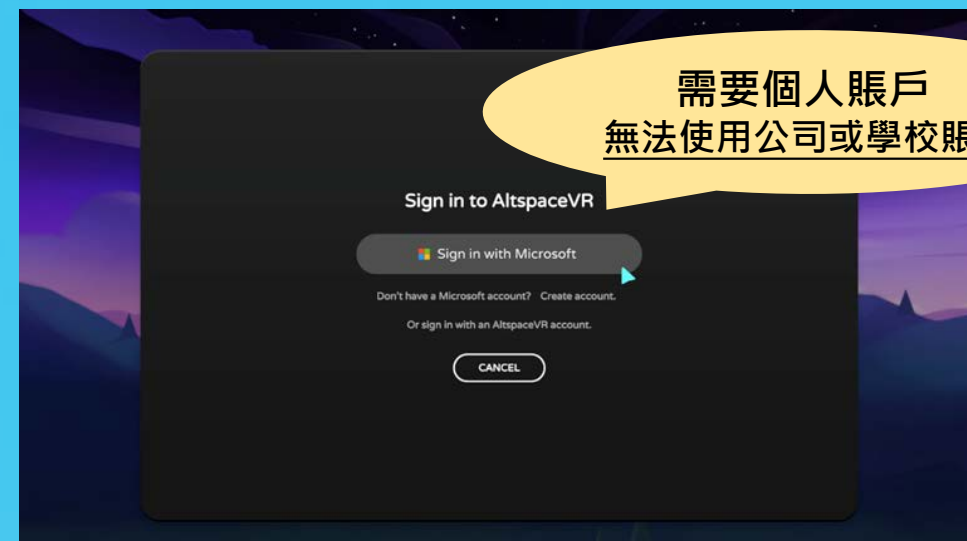 需要個人賬戶
無法使用公司或學校賬
Sign in to AltspaceVR
Sign in with Microsoft
Don't have a Microsoft account? Create account.
Or sign in with an AltspaceVR account.
CANCEL